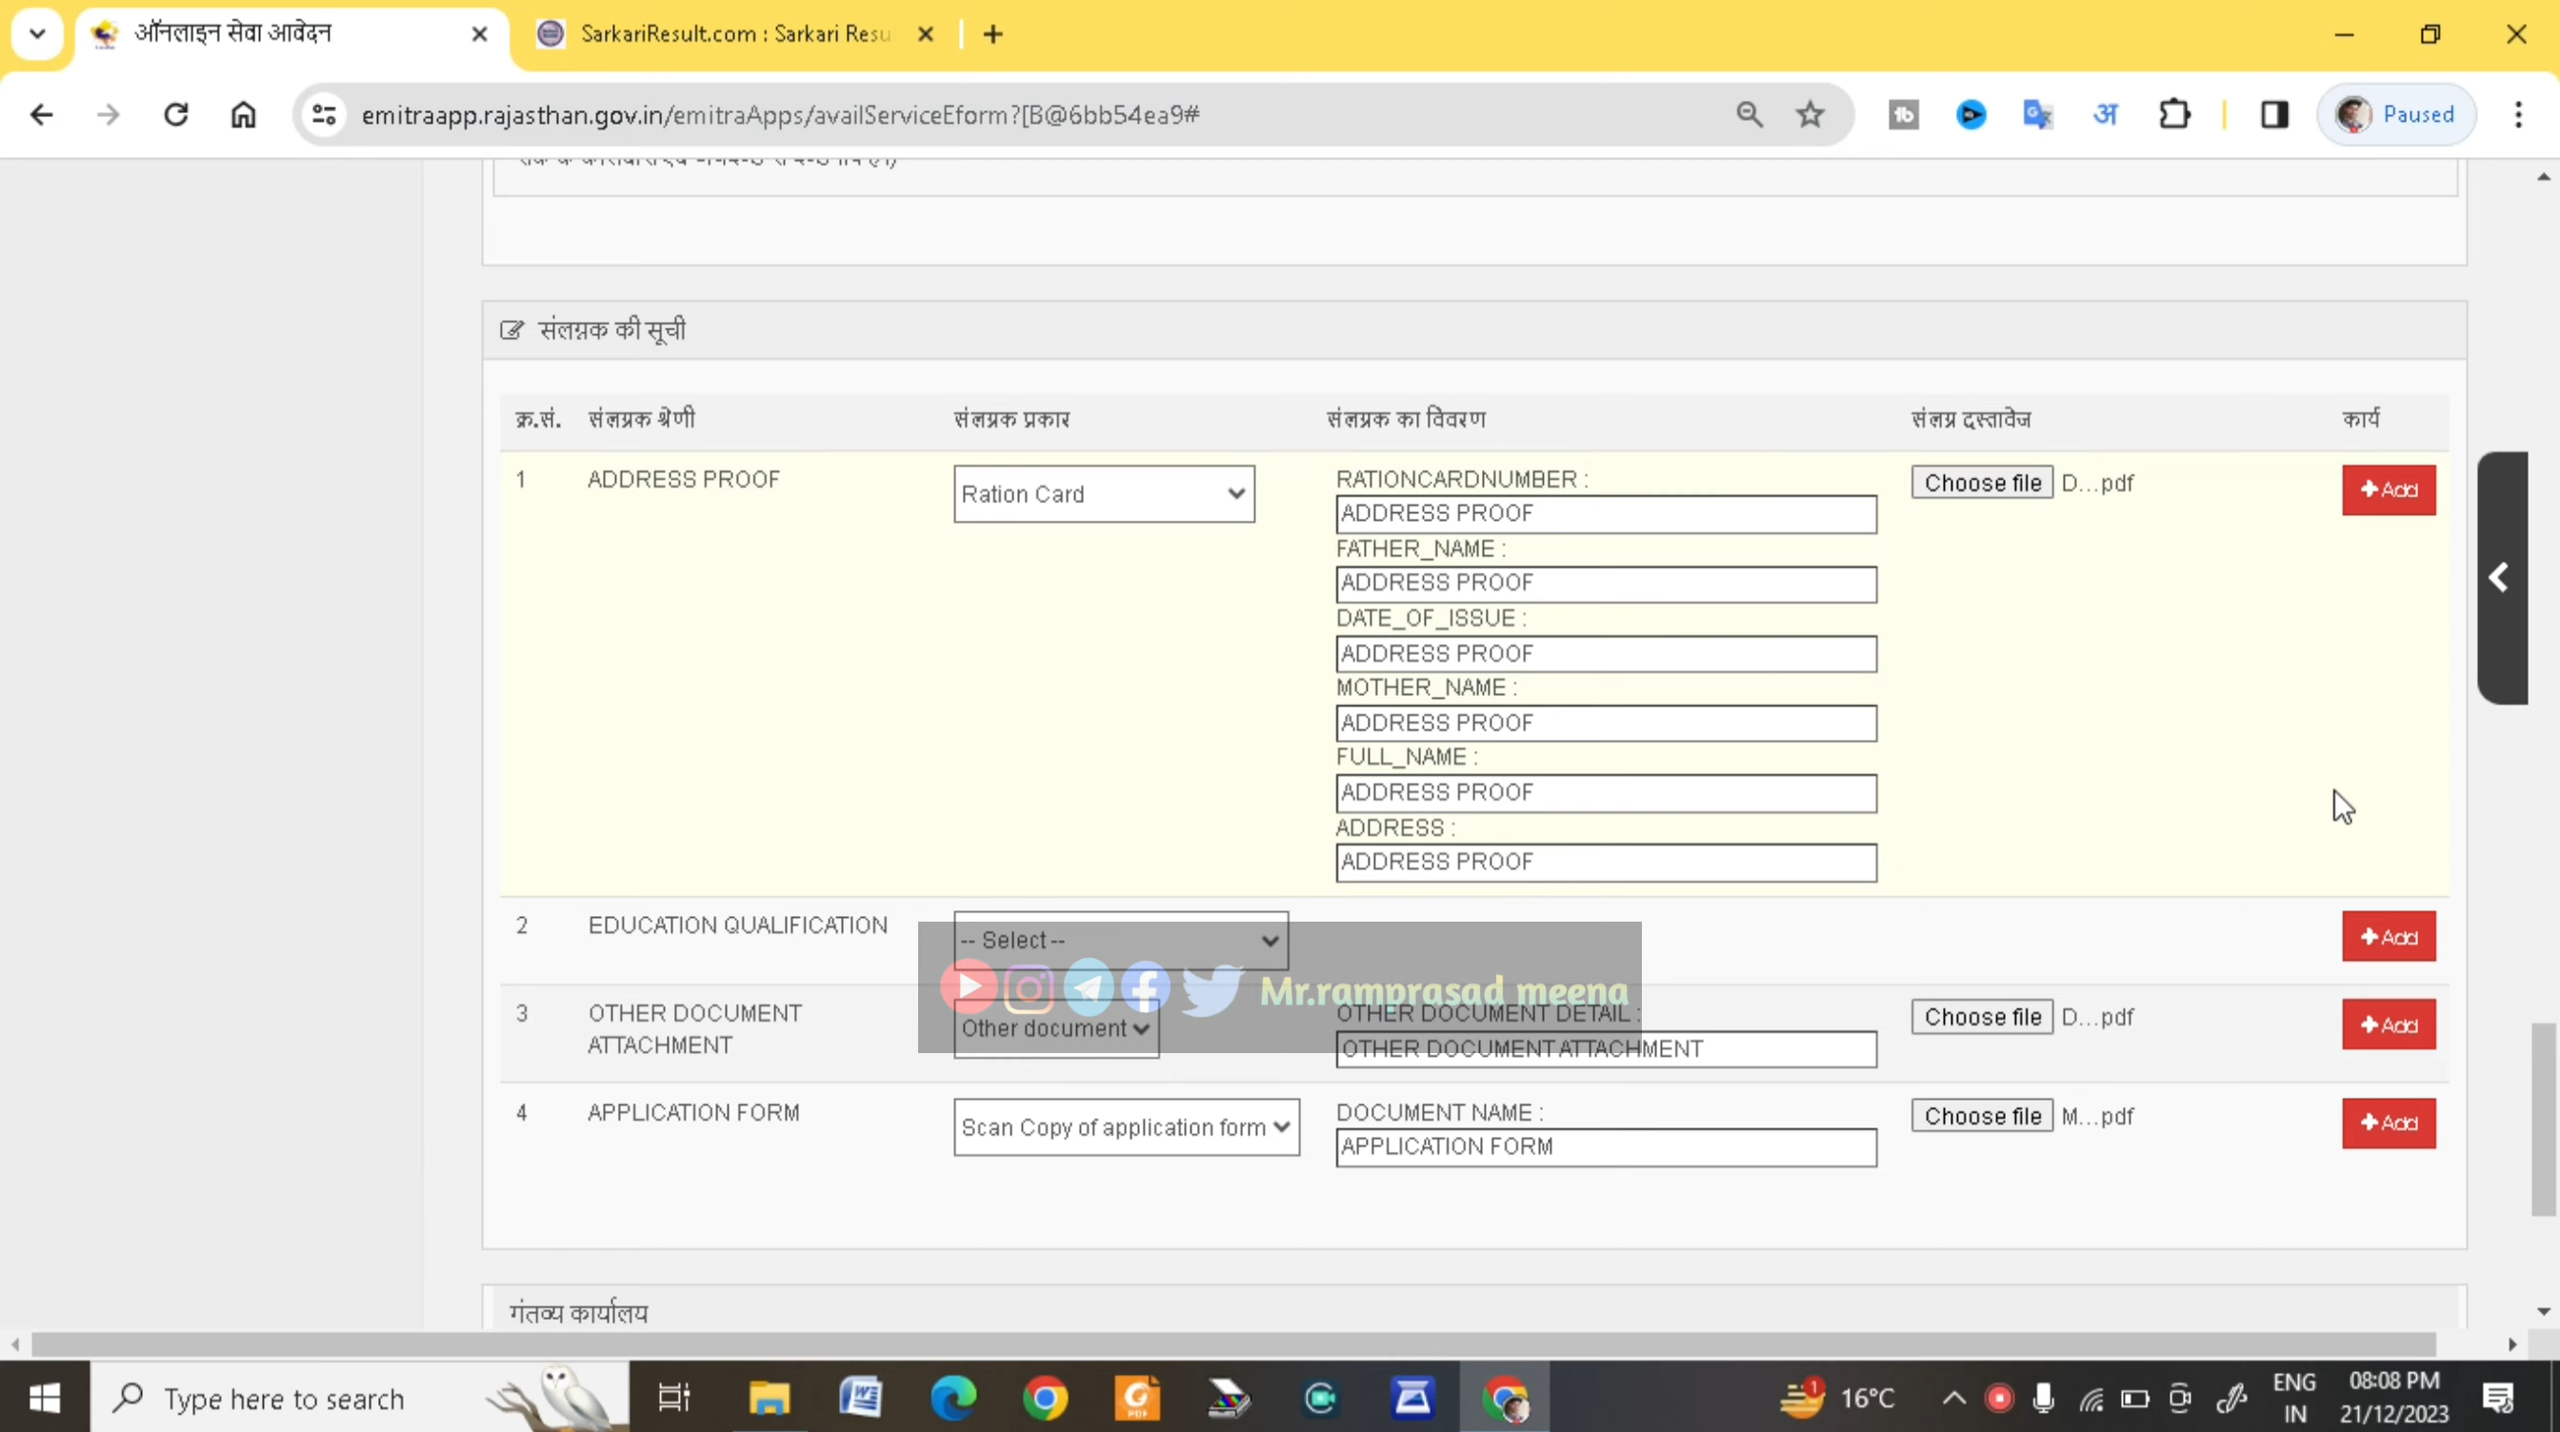 ऑनलाइन सेवा आवेदन
SarkariResult.com : Sarkari Resu
emitraapp.rajasthan.gov.in/emitraApps/availServiceEform?[B@6bb54ea9#
Paused
संलग्नक की सूची
क्र.सं. संलग्नक श्रेणी संलग्नक प्रकार संलग्नक का विवरण संलग्न दस्तावेज कार्य
1 ADDRESS PROOF Ration Card RATIONCARDNUMBER : Choose file D...pdf Add
ADDRESS PROOF
FATHER_NAME :
ADDRESS PROOF
DATE_OF_ISSUE :
ADDRESS PROOF
MOTHER_NAME :
ADDRESS PROOF
FULL_NAME :
ADDRESS PROOF
ADDRESS :
ADDRESS PROOF
2 EDUCATION QUALIFICATION -- Select -- Add
Mr.ramprasad meena
3 OTHER DOCUMENT ATTACHMENT Other document OTHER DOCUMENT DETAIL : Choose file D...pdf Add
OTHER DOCUMENT ATTACHMENT
4 APPLICATION FORM Scan Copy of application form DOCUMENT NAME : Choose file M...pdf Add
APPLICATION FORM
गंतव्य कार्यालय
Type here to search
1 16°C
ENG
IN
08:08 PM
21/12/2023